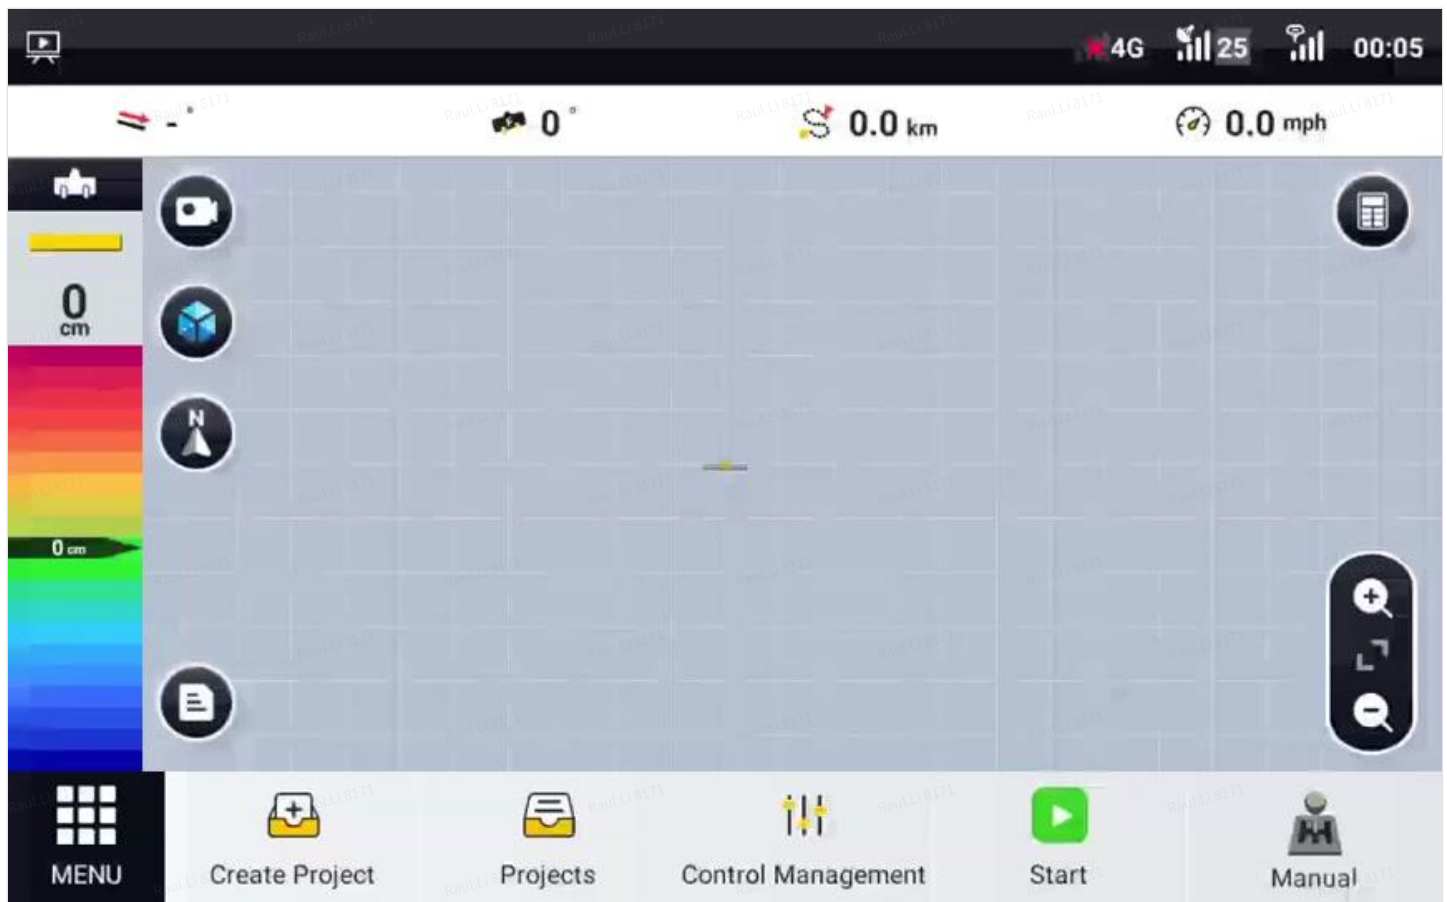 4G 25 00:05
- ° 0 ° 0.0 km 0.0 mph
0
cm
N
0 cm
MENU Create Project Projects Control Management Start Manual
RaulLi8171